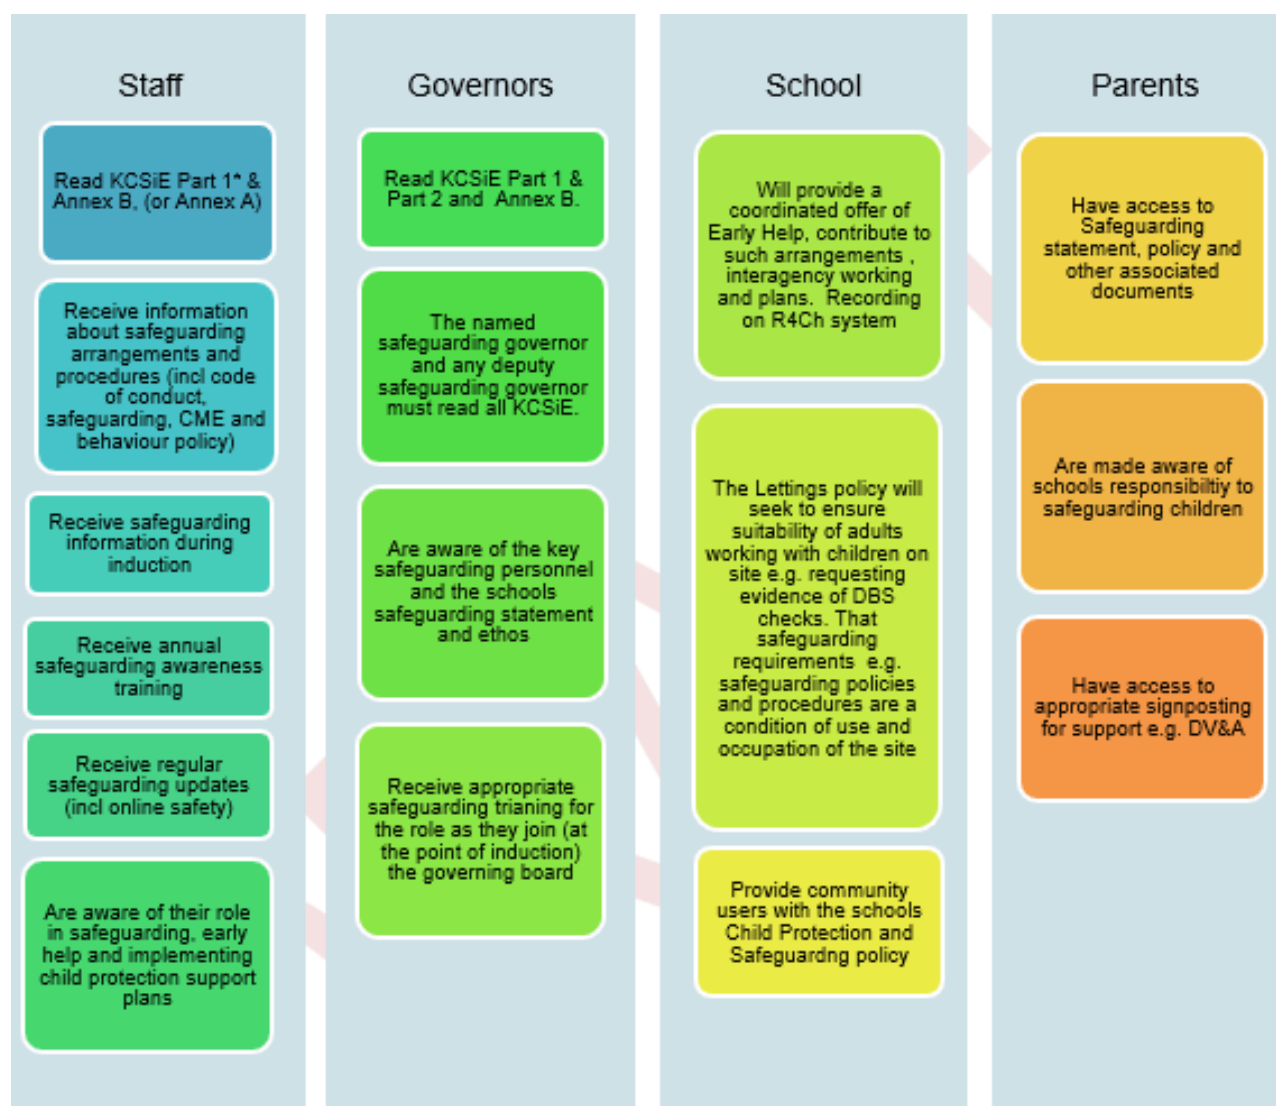 Staff
Read KCSiE Part 1* &
Annex B, (or Annex A)
Receive information
about safeguarding
arrangements and
procedures (incl code
of conduct,
safeguarding, CME and
behaviour policy)
Receive safeguarding
information during
induction
Receive annual
safeguarding awareness
training
Receive regular
safeguarding updates
(incl online safety)
Are aware of their role
in safeguarding, early
help and implementing
child protection support
plans
Governors
Read KCSiE Part 1 &
Part 2 and  Annex B.
The named
safeguarding governor
and any deputy
safeguarding governor
must read all KCSiE.
Are aware of the key
safeguarding personnel
and the schools
safeguarding statement
and ethos
Receive appropriate
safeguarding trianing for
the role as they join (at
the point of induction)
the governing board
School
Will provide a
coordinated offer of
Early Help, contribute to
such arrangements ,
interagency working
and plans.  Recording
on R4Ch system
The Lettings policy will
seek to ensure
suitability of adults
working with children on
site e.g. requesting
evidence of DBS
checks. That
safeguarding
requirements  e.g.
safeguarding policies
and procedures are a
condition of use and
occupation of the site
Provide community
users with the schools
Child Protection and
Safeguardng policy
Parents
Have access to
Safeguarding
statement, policy and
other associated
documents
Are made aware of
schools responsibiltiy to
safeguarding children
Have access to
appropriate signposting
for support e.g. DV&A